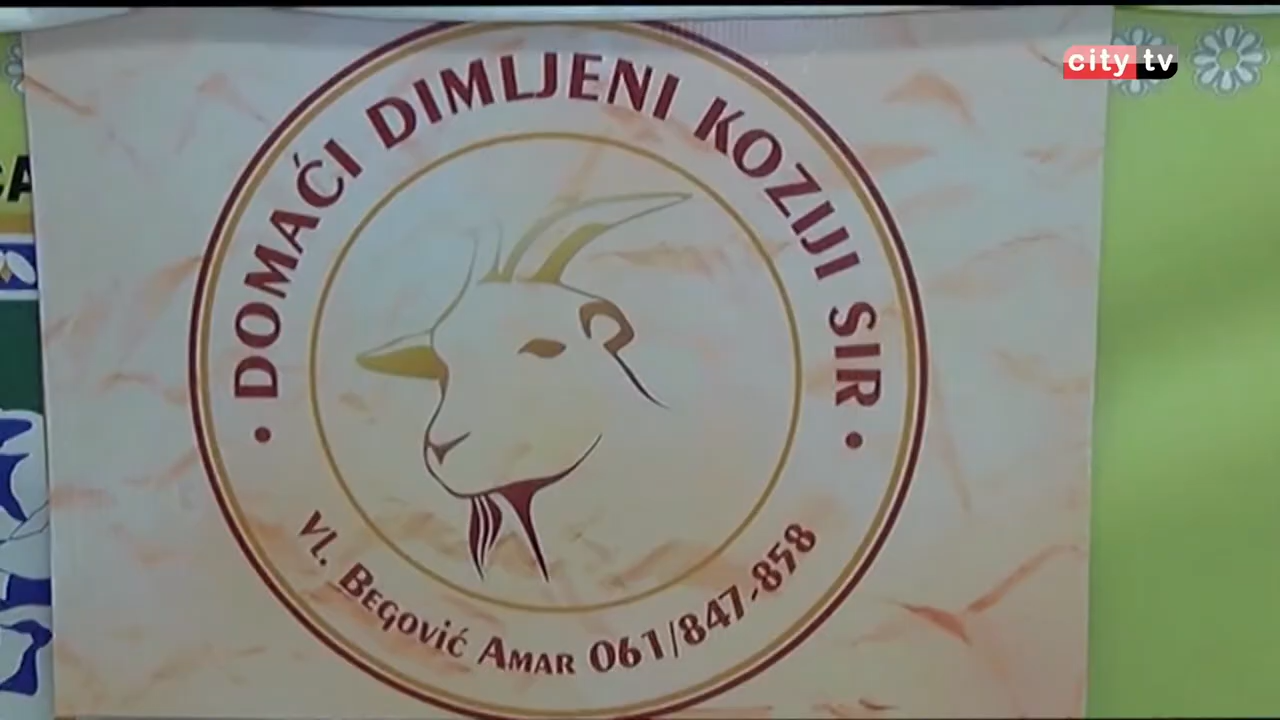 city tv
• DOMAĆI DIMLJENI KOZIJI SIR •
Vl. Begović Amar 061/847-858